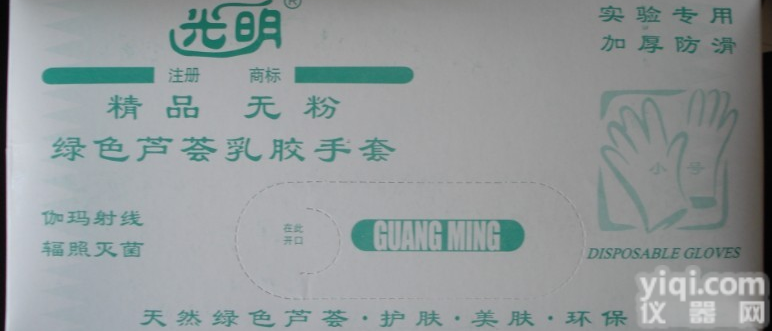 光明®
注册 商标
实验专用
加厚防滑
精品 无粉
绿色芦荟乳胶手套
小号
伽玛射线
辐照灭菌
在此
开口
GUANG MING
DISPOSABLE GLOVES
天然绿色芦荟·护肤·美肤·环保
yiqi.com
仪器网